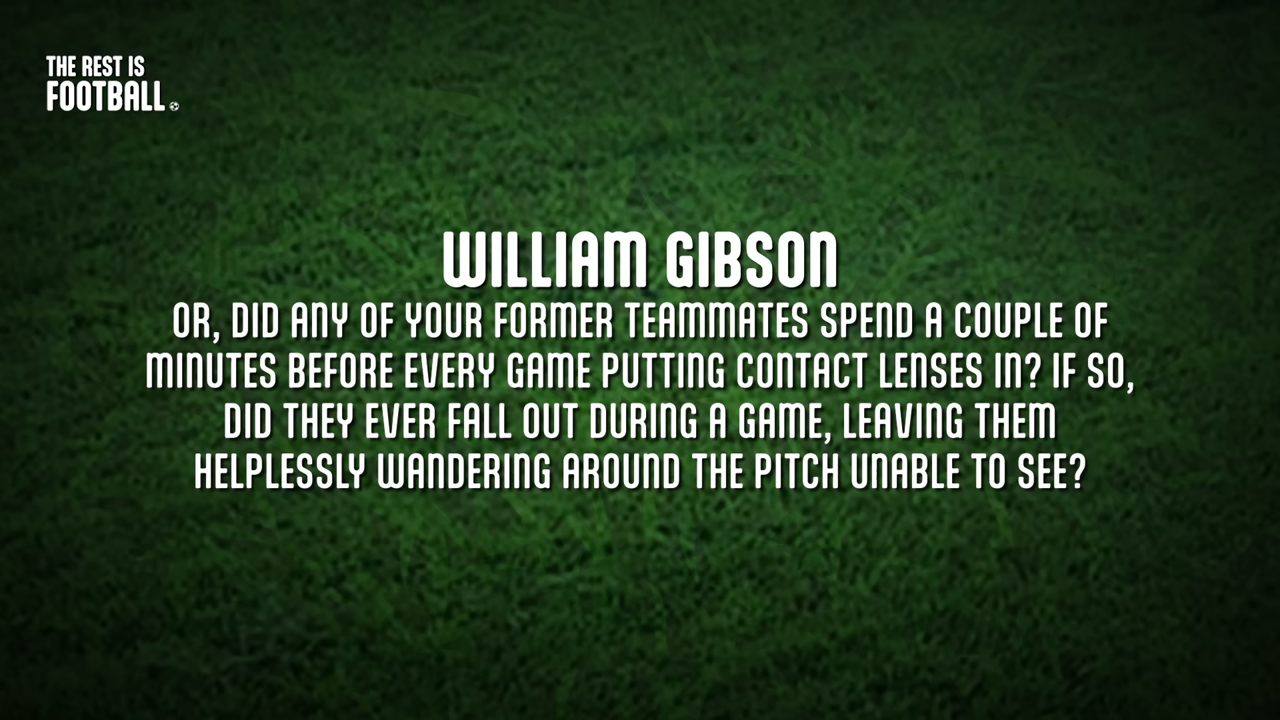 THE REST IS
FOOTBALL
WILLIAM GIBSON
OR, DID ANY OF YOUR FORMER TEAMMATES SPEND A COUPLE OF
MINUTES BEFORE EVERY GAME PUTTING CONTACT LENSES IN? IF SO,
DID THEY EVER FALL OUT DURING A GAME, LEAVING THEM
HELPLESSLY WANDERING AROUND THE PITCH UNABLE TO SEE?